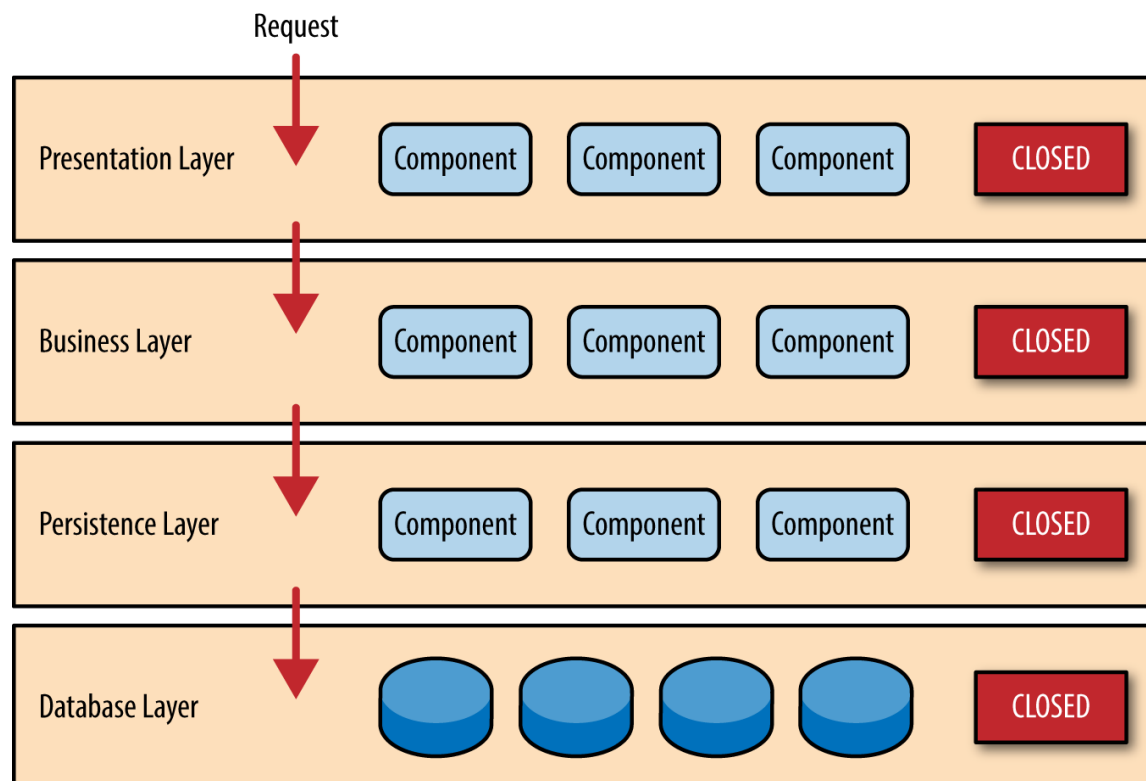 Request
Presentation Layer Component Component Component CLOSED
Business Layer Component Component Component CLOSED
Persistence Layer Component Component Component CLOSED
Database Layer CLOSED